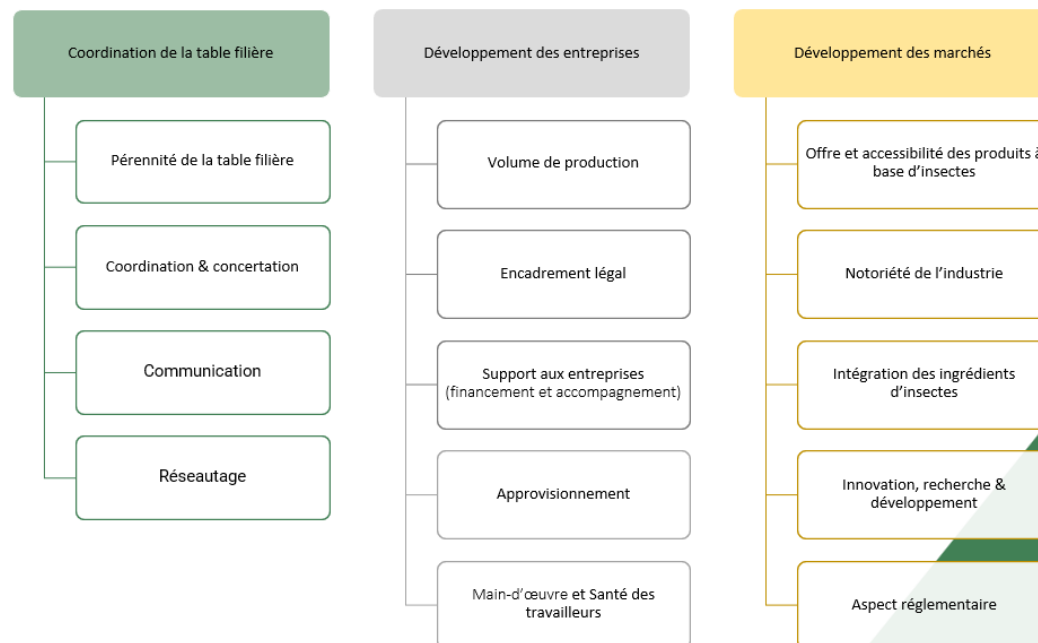 Coordination de la table filière
Pérennité de la table filière
Coordination & concertation
Communication
Réseautage
Développement des entreprises
Volume de production
Encadrement légal
Support aux entreprises
(financement et accompagnement)
Approvisionnement
Main-d’œuvre et Santé des
travailleurs
Développement des marchés
Offre et accessibilité des produits à
base d’insectes
Notoriété de l’industrie
Intégration des ingrédients
d’insectes
Innovation, recherche &
développement
Aspect réglementaire